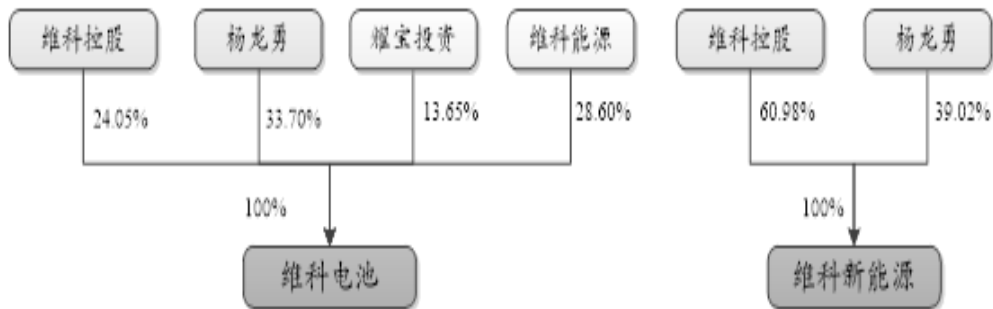 维科控股 杨龙勇 耀宝投资 维科能源 维科控股 杨龙勇
24.05% 33.70% 13.65% 28.60% 60.98% 39.02%
100% 100%
维科电池 维科新能源